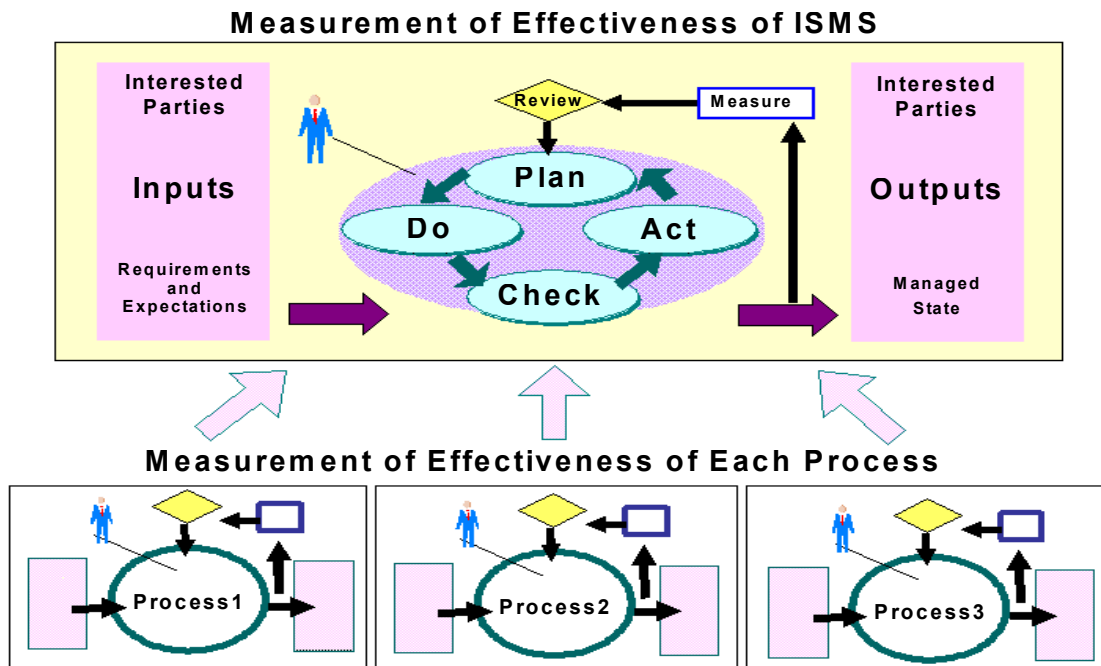 Measurement of Effectiveness of ISMS
Interested
Parties
Inputs
Requirements
and
Expectations
Review
Measure
Plan
Do
Act
Check
Interested
Parties
Outputs
Managed
State
Measurement of Effectiveness of Each Process
Process1
Process2
Process3